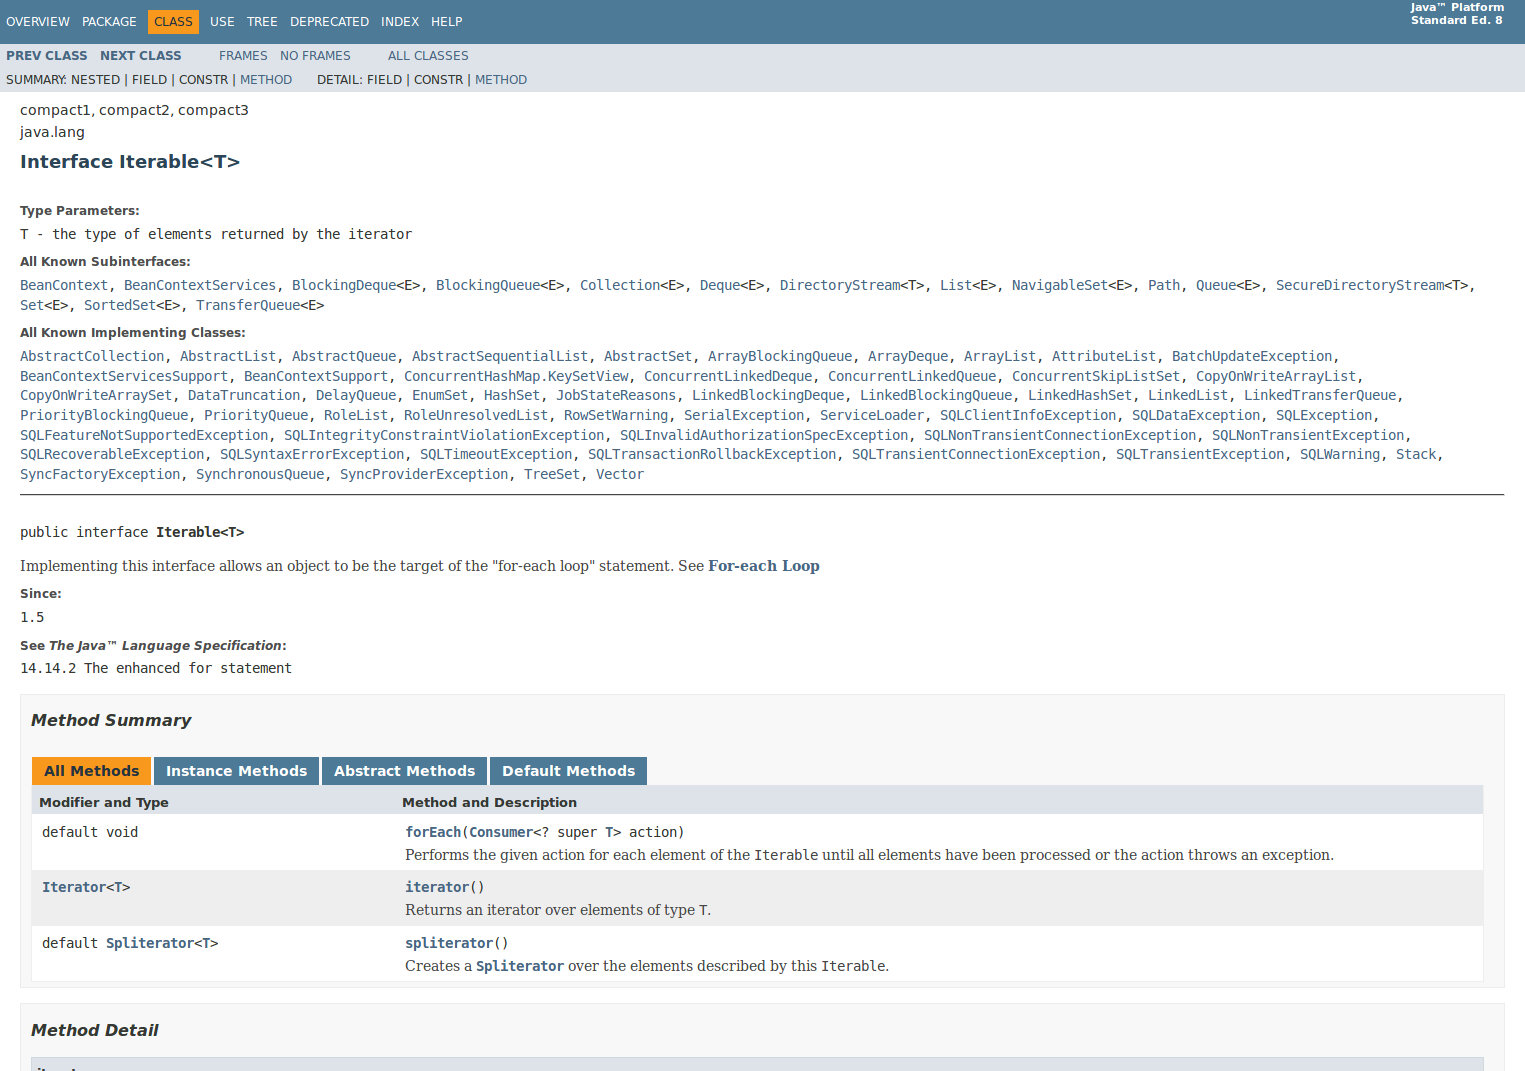 OVERVIEW PACKAGE CLASS USE TREE DEPRECATED INDEX HELP
Java™ Platform
Standard Ed. 8
PREV CLASS NEXT CLASS FRAMES NO FRAMES ALL CLASSES
SUMMARY: NESTED | FIELD | CONSTR | METHOD DETAIL: FIELD | CONSTR | METHOD
compact1, compact2, compact3
java.lang
Interface Iterable<T>
Type Parameters:
T - the type of elements returned by the iterator
All Known Subinterfaces:
BeanContext, BeanContextServices, BlockingDeque<E>, BlockingQueue<E>, Collection<E>, Deque<E>, DirectoryStream<T>, List<E>, NavigableSet<E>, Path, Queue<E>, SecureDirectoryStream<T>,
Set<E>, SortedSet<E>, TransferQueue<E>
All Known Implementing Classes:
AbstractCollection, AbstractList, AbstractQueue, AbstractSequentialList, AbstractSet, ArrayBlockingQueue, ArrayDeque, ArrayList, AttributeList, BatchUpdateException,
BeanContextServicesSupport, BeanContextSupport, ConcurrentHashMap.KeySetView, ConcurrentLinkedDeque, ConcurrentLinkedQueue, ConcurrentSkipListSet, CopyOnWriteArrayList,
CopyOnWriteArraySet, DataTruncation, DelayQueue, EnumSet, HashSet, JobStateReasons, LinkedBlockingDeque, LinkedBlockingQueue, LinkedHashSet, LinkedList, LinkedTransferQueue,
PriorityBlockingQueue, PriorityQueue, RoleList, RoleUnresolvedList, RowSetWarning, SerialException, ServiceLoader, SQLClientInfoException, SQLDataException, SQLException,
SQLFeatureNotSupportedException, SQLIntegrityConstraintViolationException, SQLInvalidAuthorizationSpecException, SQLNonTransientConnectionException, SQLNonTransientException,
SQLRecoverableException, SQLSyntaxErrorException, SQLTimeoutException, SQLTransactionRollbackException, SQLTransientConnectionException, SQLTransientException, SQLWarning, Stack,
SyncFactoryException, SynchronousQueue, SyncProviderException, TreeSet, Vector
public interface Iterable<T>
Implementing this interface allows an object to be the target of the "for-each loop" statement. See For-each Loop
Since:
1.5
See The Java™ Language Specification:
14.14.2 The enhanced for statement
Method Summary
All Methods Instance Methods Abstract Methods Default Methods
Modifier and Type Method and Description
default void forEach(Consumer<? super T> action)
Performs the given action for each element of the Iterable until all elements have been processed or the action throws an exception.
Iterator<T> iterator()
Returns an iterator over elements of type T.
default Spliterator<T> spliterator()
Creates a Spliterator over the elements described by this Iterable.
Method Detail